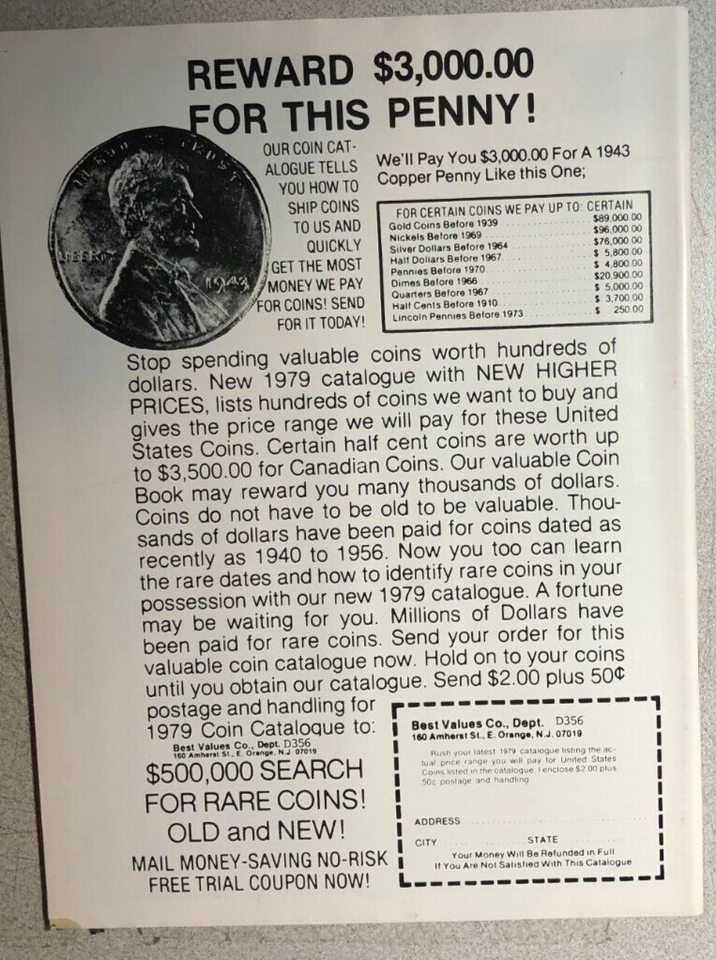 REWARD $3,000.00
FOR THIS PENNY!
IN GOD WE TRUST
LIBERTY
1943
OUR COIN CAT-
ALOGUE TELLS
YOU HOW TO
SHIP COINS
TO US AND
QUICKLY
GET THE MOST
MONEY WE PAY
FOR COINS! SEND
FOR IT TODAY!
We'll Pay You $3,000.00 For A 1943
Copper Penny Like this One;
FOR CERTAIN COINS WE PAY UP TO: CERTAIN
Gold Coins Before 1939 $89,000.00
Nickels Before 1969 $96,000.00
Silver Dollars Before 1964 $76,000.00
Half Dollars Before 1967 $ 5,800.00
Pennies Before 1970 $ 4,800.00
Dimes Before 1966 $20,900.00
Quarters Before 1967 $ 5,000.00
Half Cents Before 1910 $ 3,700.00
Lincoln Pennies Before 1973 $ 250.00
Stop spending valuable coins worth hundreds of
dollars. New 1979 catalogue with NEW HIGHER
PRICES, lists hundreds of coins we want to buy and
gives the price range we will pay for these United
States Coins. Certain half cent coins are worth up
to $3,500.00 for Canadian Coins. Our valuable Coin
Book may reward you many thousands of dollars.
Coins do not have to be old to be valuable. Thou-
sands of dollars have been paid for coins dated as
recently as 1940 to 1956. Now you too can learn
the rare dates and how to identify rare coins in your
possession with our new 1979 catalogue. A fortune
may be waiting for you. Millions of Dollars have
been paid for rare coins. Send your order for this
valuable coin catalogue now. Hold on to your coins
until you obtain our catalogue. Send $2.00 plus 50¢
postage and handling for
1979 Coin Catalogue to:
Best Values Co., Dept. D356
160 Amherst St., E. Orange, N.J. 07019
$500,000 SEARCH
FOR RARE COINS!
OLD and NEW!
MAIL MONEY-SAVING NO-RISK
FREE TRIAL COUPON NOW!
Best Values Co., Dept. D356
160 Amherst St., E. Orange, N.J. 07019
Rush your latest 1979 catalogue listing the ac-
tual price range you will pay for United States
Coins listed in the catalogue. I enclose $2.00 plus
50c postage and handling.
ADDRESS
CITY STATE
Your Money Will Be Refunded in Full
If You Are Not Satisfied With This Catalogue